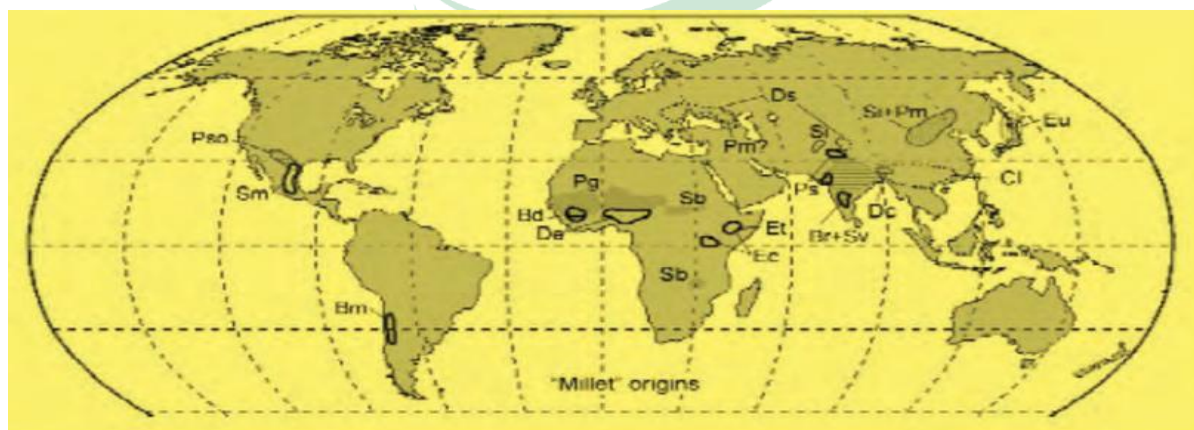 Ds
Si+Pm
Eu
Pso
Si
Pm?
Sm
Pg
Sb
Ps
Cl
Bd
De
Et
Dc
Br+Sv
Ec
Sb
Bm
"Millet" origins